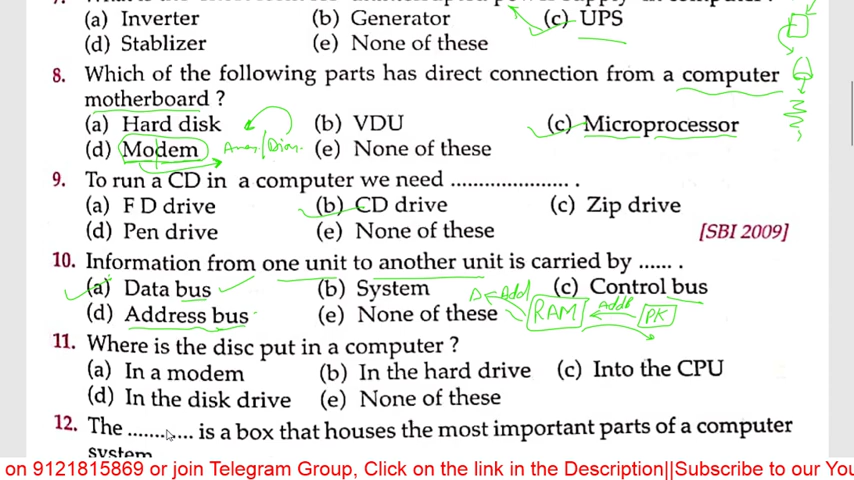 (a) Inverter (b) Generator (c) UPS
(d) Stablizer (e) None of these
8. Which of the following parts has direct connection from a computer
motherboard ?
(a) Hard disk (b) VDU (c) Microprocessor
(d) Modem (e) None of these
9. To run a CD in a computer we need ...................... .
(a) F D drive (b) CD drive (c) Zip drive
(d) Pen drive (e) None of these [SBI 2009]
10. Information from one unit to another unit is carried by ...... .
(a) Data bus (b) System (c) Control bus
(d) Address bus (e) None of these RAM
11. Where is the disc put in a computer ?
(a) In a modem (b) In the hard drive (c) Into the CPU
(d) In the disk drive (e) None of these
12. The ............ is a box that houses the most important parts of a computer
system
on 9121815869 or join Telegram Group, Click on the link in the Description||Subscribe to our You